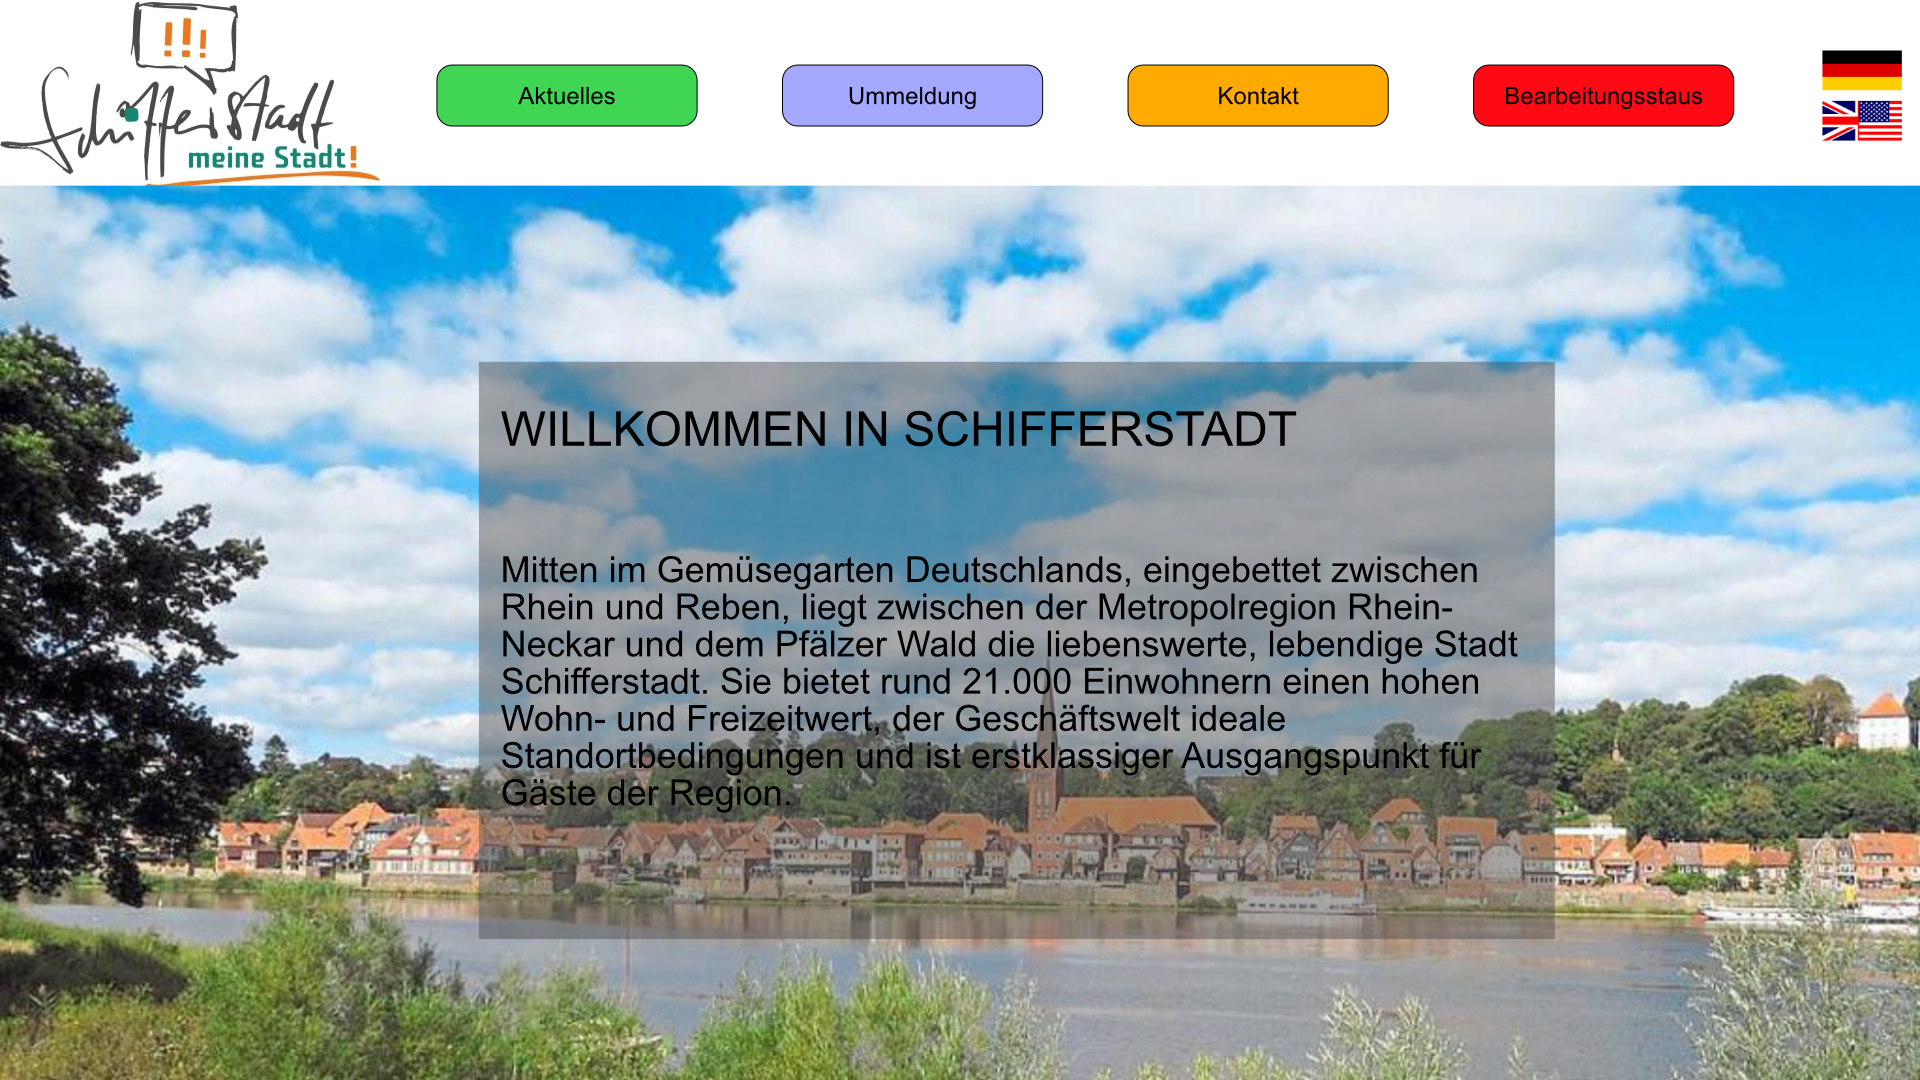 !!!
Schifferstadt
meine Stadt!
Aktuelles
Ummeldung
Kontakt
Bearbeitungsstaus
WILLKOMMEN IN SCHIFFERSTADT
Mitten im Gemüsegarten Deutschlands, eingebettet zwischen
Rhein und Reben, liegt zwischen der Metropolregion Rhein-
Neckar und dem Pfälzer Wald die liebenswerte, lebendige Stadt
Schifferstadt. Sie bietet rund 21.000 Einwohnern einen hohen
Wohn- und Freizeitwert, der Geschäftswelt ideale
Standortbedingungen und ist erstklassiger Ausgangspunkt für
Gäste der Region.